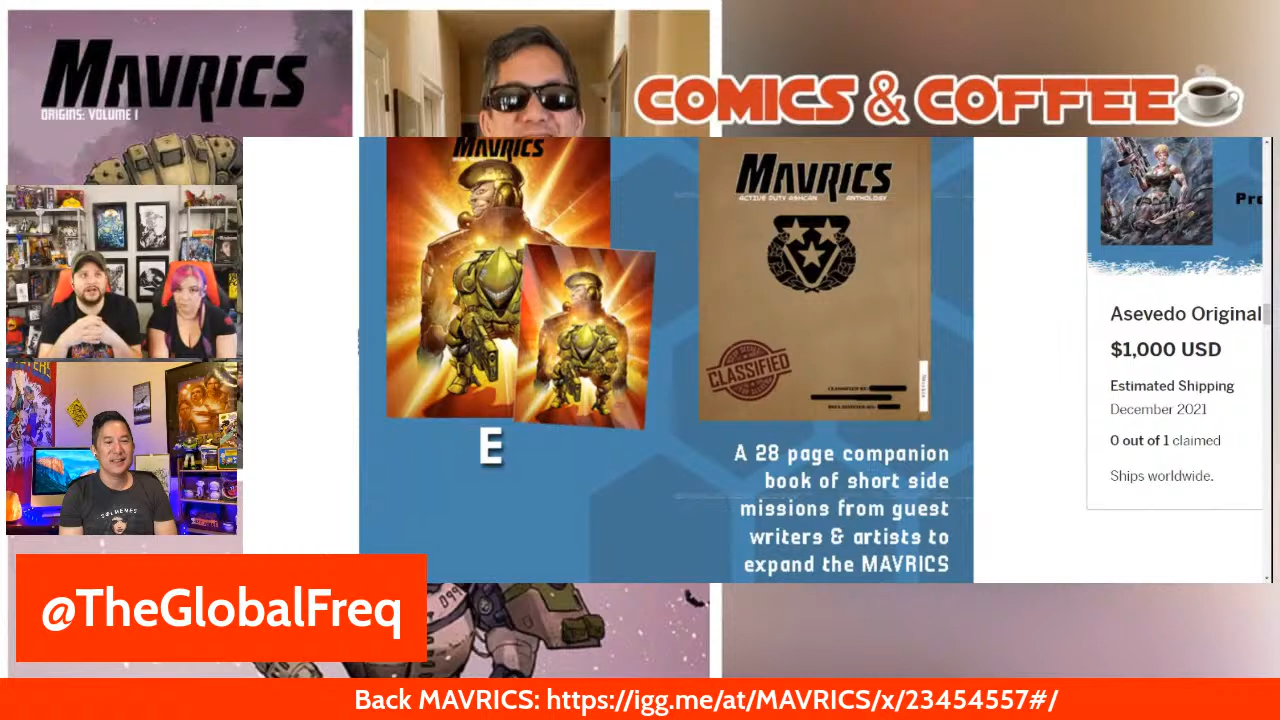 MAVRICS
ORIGINS: VOLUME 1
COMICS & COFFEE
MAVRICS
E
MAVRICS
ACTIVE DUTY ASHCAN ANTHOLOGY
CLASSIFIED
A 28 page companion
book of short side
missions from guest
writers & artists to
expand the MAVRICS
Asevedo Original
$1,000 USD
Estimated Shipping
December 2021
0 out of 1 claimed
Ships worldwide.
@TheGlobalFreq
099
Back MAVRICS: https://igg.me/at/MAVRICS/x/23454557#/